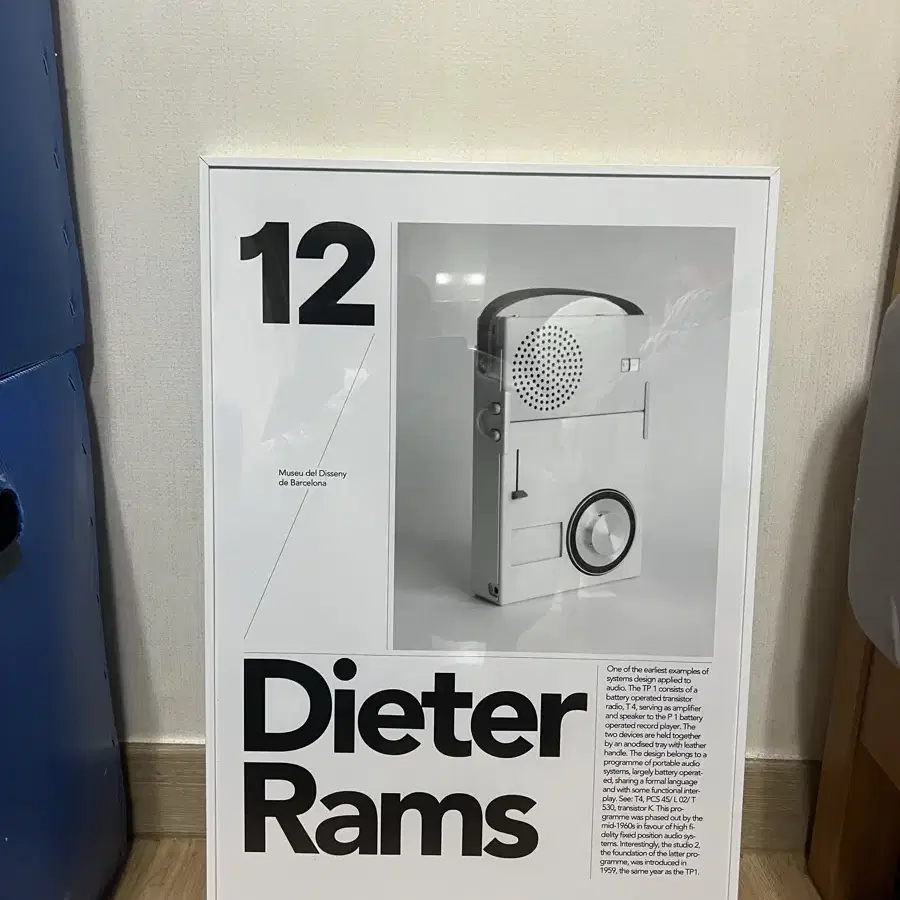 12
Museu del Disseny
de Barcelona
Dieter
Rams
One of the earliest examples of
systems design applied to
audio. The TP 1 consists of a
battery operated transistor
radio, T 4, serving as amplifier
and speaker to the P 1 battery
operated record player. The
two devices are held together
by an anodised tray with leather
handle. The design belongs to a
programme of portable audio
systems, largely battery operat-
ed, sharing a formal language
and with some functional inter-
play. See: T4, PCS 45/ L 02/ T
530, transistor K. This pro-
gramme was phased out by the
mid-1960s in favour of high fi-
delity fixed position audio sys-
tems. Interestingly, the studio 2,
the foundation of the latter pro-
gramme, was introduced in
1959, the same year as the TP1.